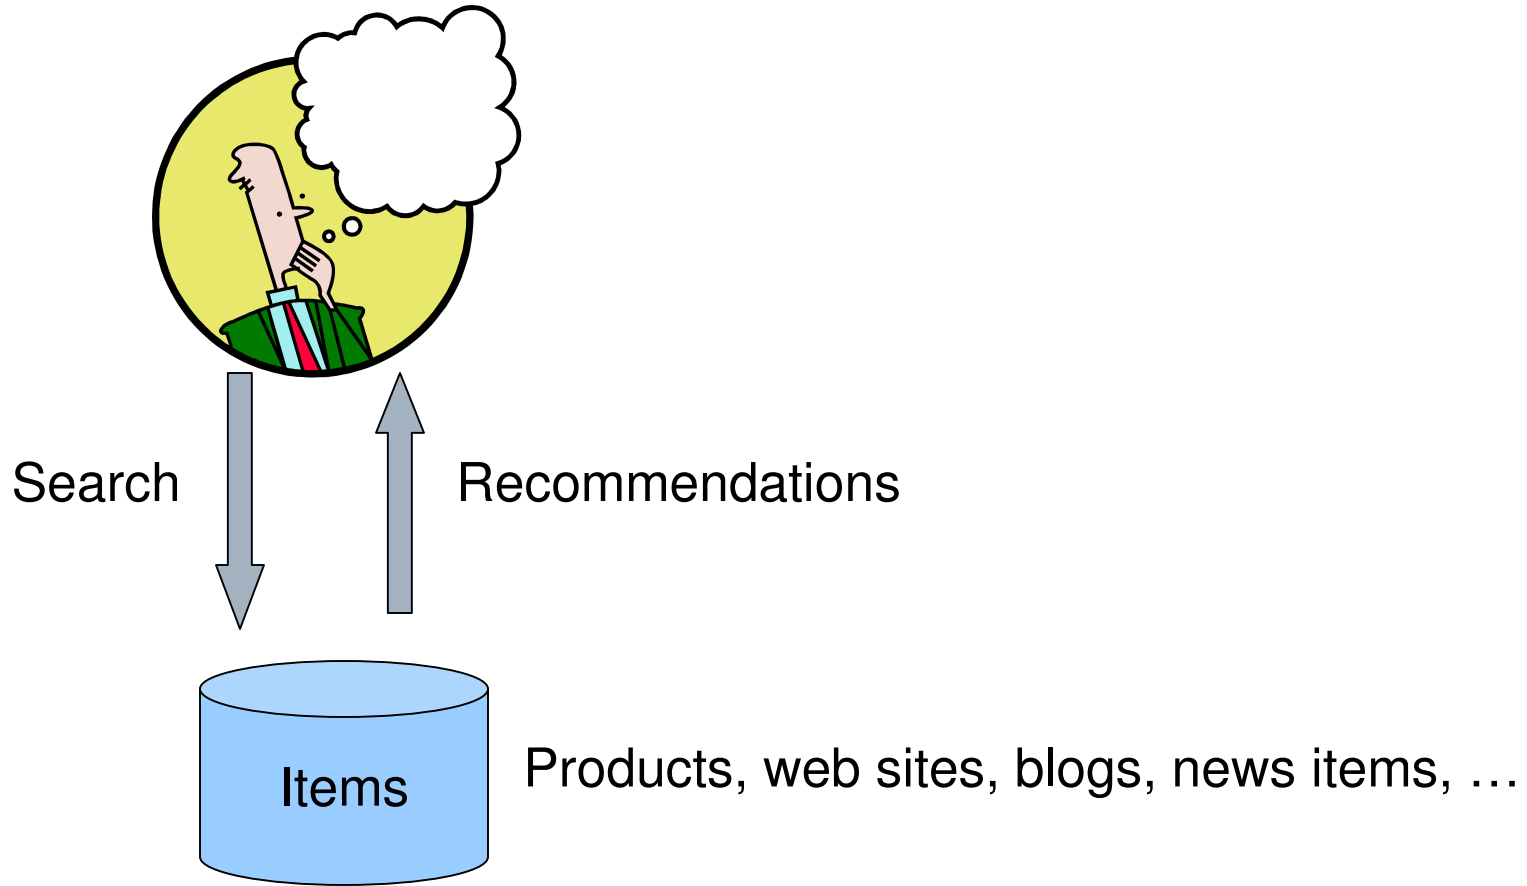 Search
Recommendations
Items
Products, web sites, blogs, news items, …